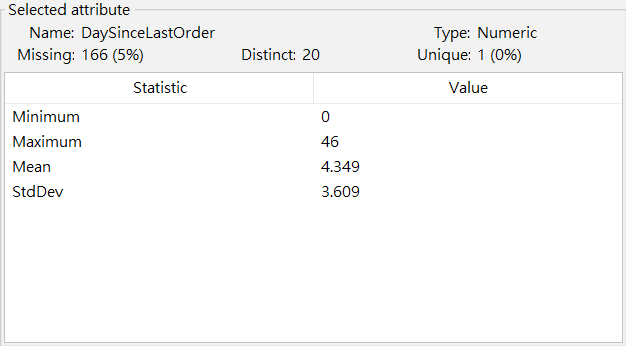 Selected attribute
Name: DaySinceLastOrder Type: Numeric
Missing: 166 (5%) Distinct: 20 Unique: 1 (0%)
Statistic Value
Minimum 0
Maximum 46
Mean 4.349
StdDev 3.609